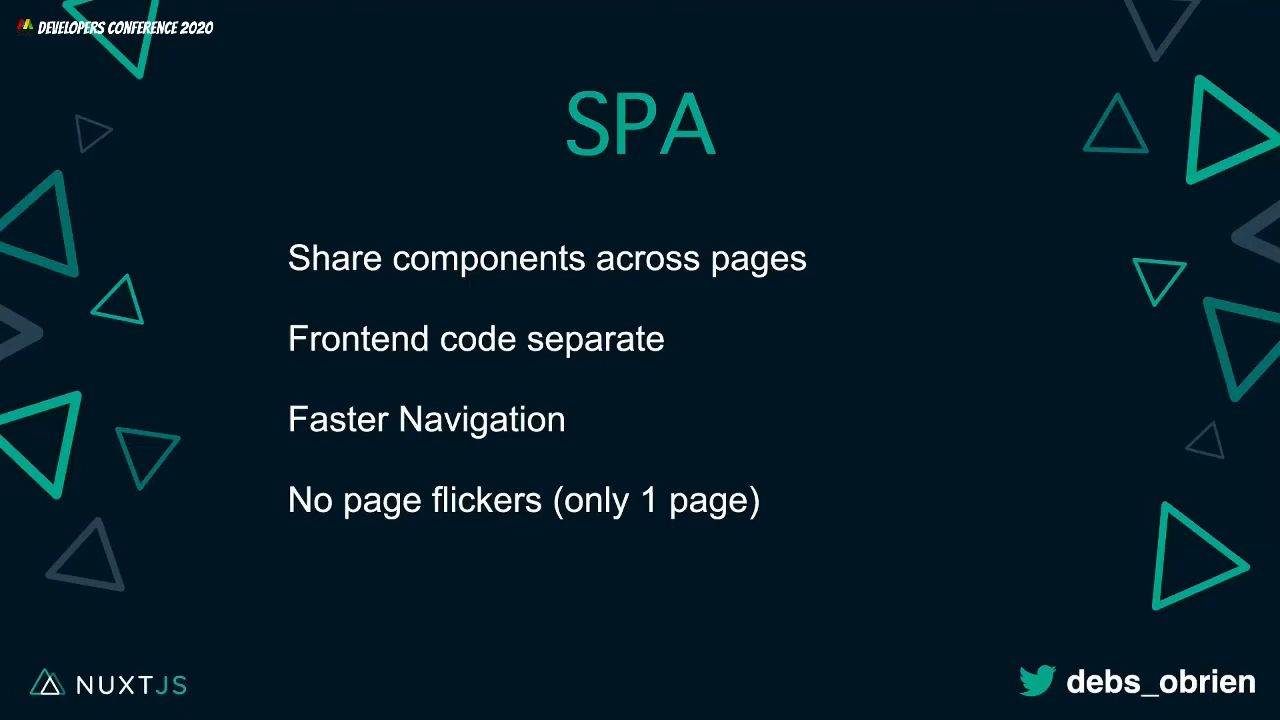 DEVELOPERS CONFERENCE 2020
SPA
Share components across pages
Frontend code separate
Faster Navigation
No page flickers (only 1 page)
NUXTJS
debs_obrien